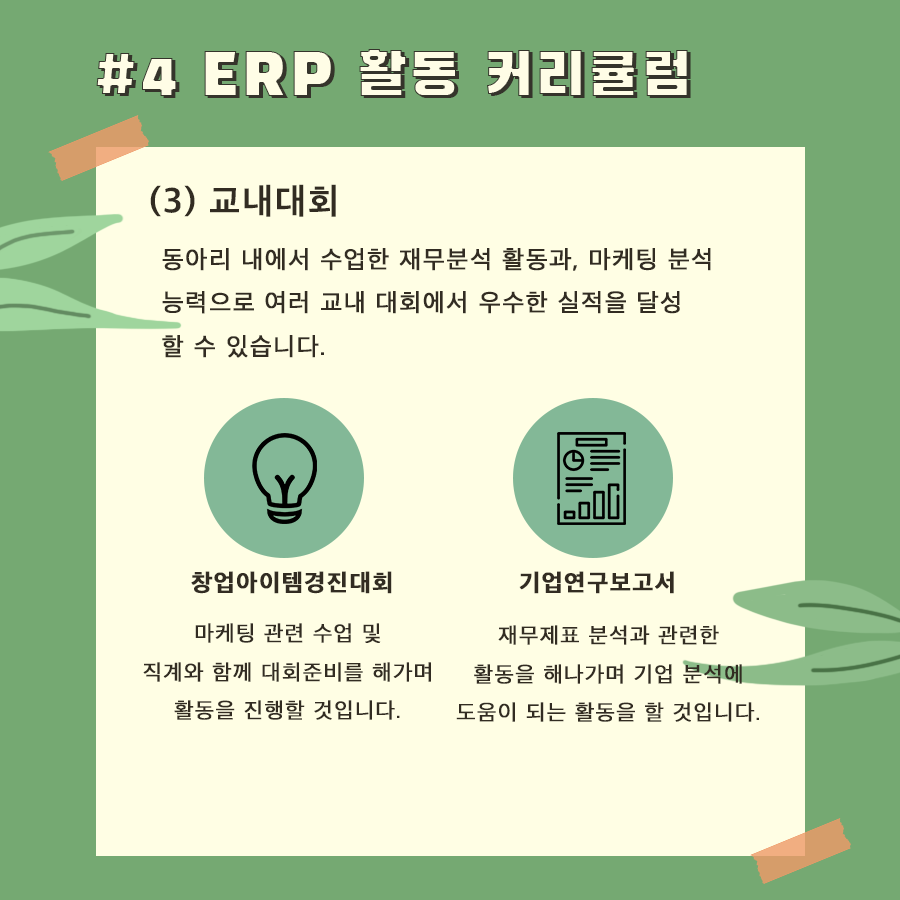 #4 ERP 활동 커리큘럼
(3) 교내대회
동아리 내에서 수업한 재무분석 활동과, 마케팅 분석
능력으로 여러 교내 대회에서 우수한 실적을 달성
할 수 있습니다.
창업아이템경진대회
마케팅 관련 수업 및
직계와 함께 대회준비를 해가며
활동을 진행할 것입니다.
기업연구보고서
재무제표 분석과 관련한
활동을 해나가며 기업 분석에
도움이 되는 활동을 할 것입니다.